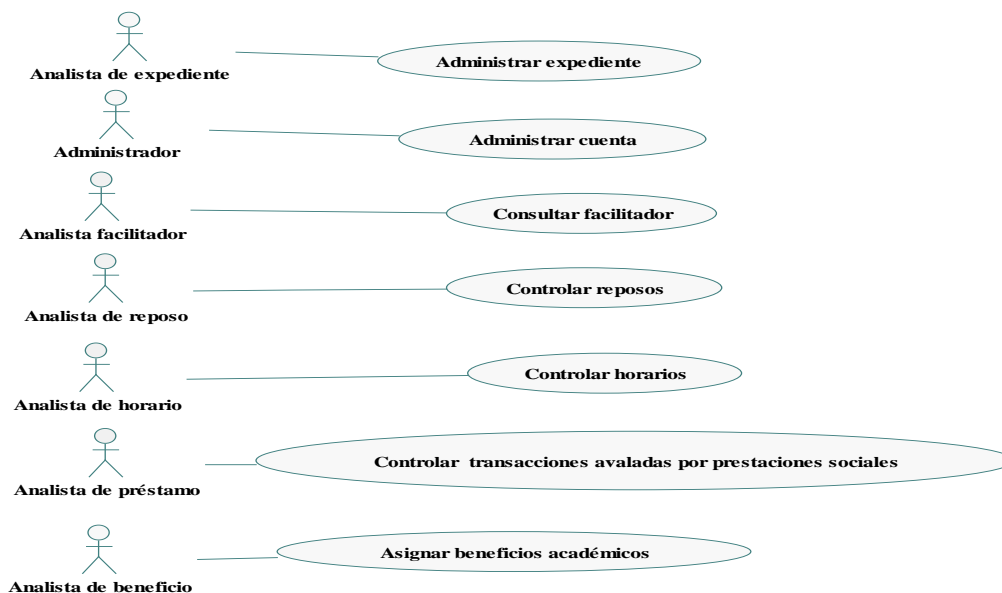 Analista de expediente
Administrar expediente
Administrador
Administrar cuenta
Analista facilitador
Consultar facilitador
Analista de reposo
Controlar reposos
Analista de horario
Controlar horarios
Analista de préstamo
Controlar transacciones avaladas por prestaciones sociales
Analista de beneficio
Asignar beneficios académicos